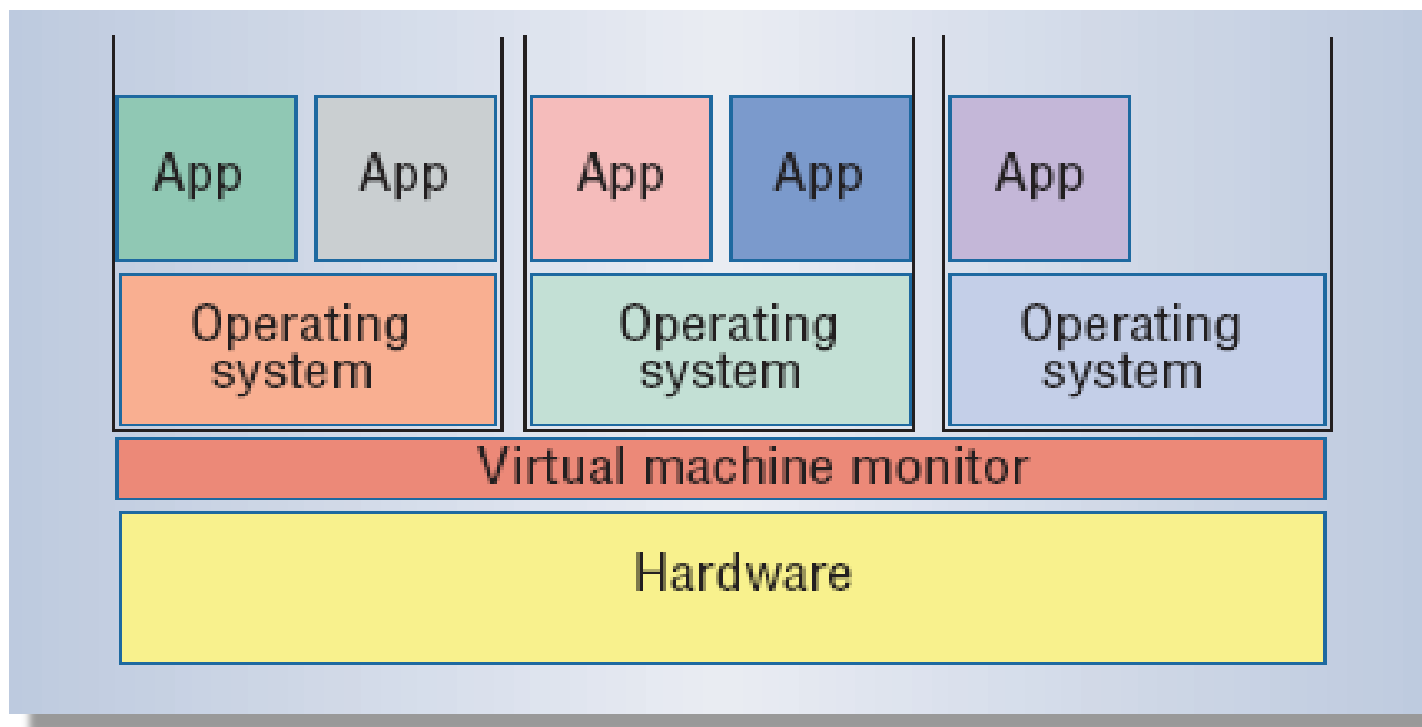 App
App
App
App
App
Operating
system
Operating
system
Operating
system
Virtual machine monitor
Hardware